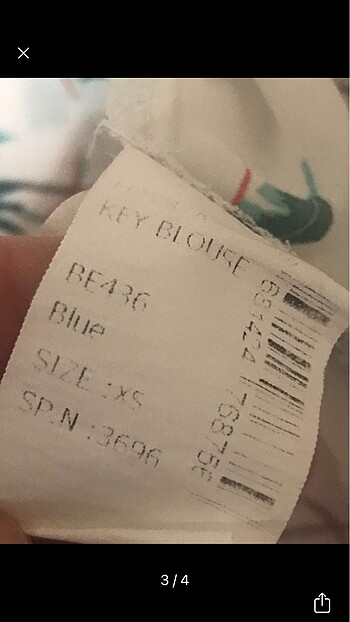 KEY BLOUSE
BE436
Blue
SIZE :XS
SP.N :3696
3/4